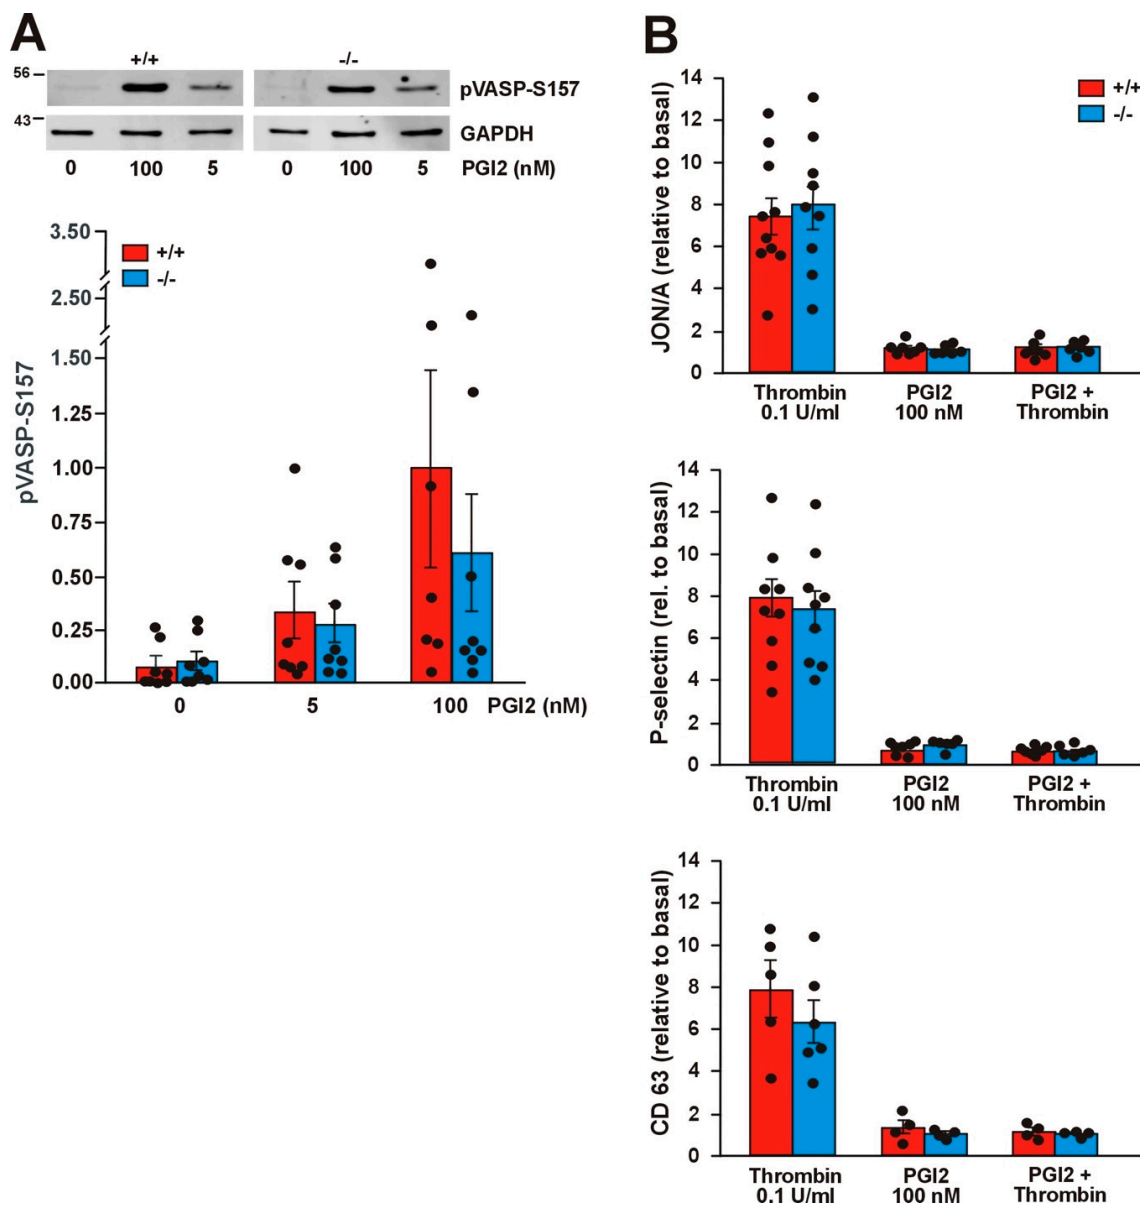 A
+/+
-/-
56
pVASP-S157
43
GAPDH
0
100
5
0
100
5
PGI2 (nM)
3.50
+/+
-/-
2.50
1.50
1.25
1.00
0.75
0.50
0.25
0.00
pVASP-S157
0
5
100
PGI2 (nM)
B
14
12
10
8
6
4
2
0
JON/A (relative to basal)
+/+
-/-
Thrombin
0.1 U/ml
PGI2
100 nM
PGI2 +
Thrombin
14
12
10
8
6
4
2
0
P-selectin (rel. to basal)
Thrombin
0.1 U/ml
PGI2
100 nM
PGI2 +
Thrombin
14
12
10
8
6
4
2
0
CD 63 (relative to basal)
Thrombin
0.1 U/ml
PGI2
100 nM
PGI2 +
Thrombin